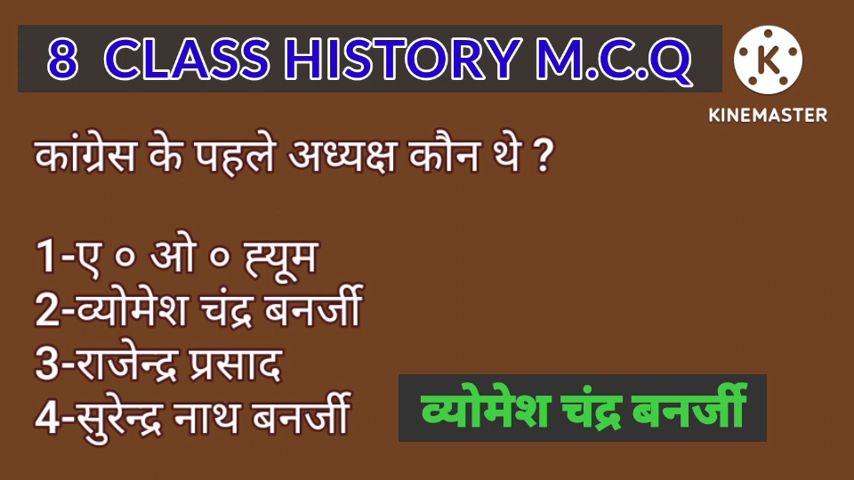 8 CLASS HISTORY M.C.Q
KINEMASTER
कांग्रेस के पहले अध्यक्ष कौन थे ?
1-ए ० ओ ० ह्यूम
2-व्योमेश चंद्र बनर्जी
3-राजेन्द्र प्रसाद
4-सुरेन्द्र नाथ बनर्जी
व्योमेश चंद्र बनर्जी